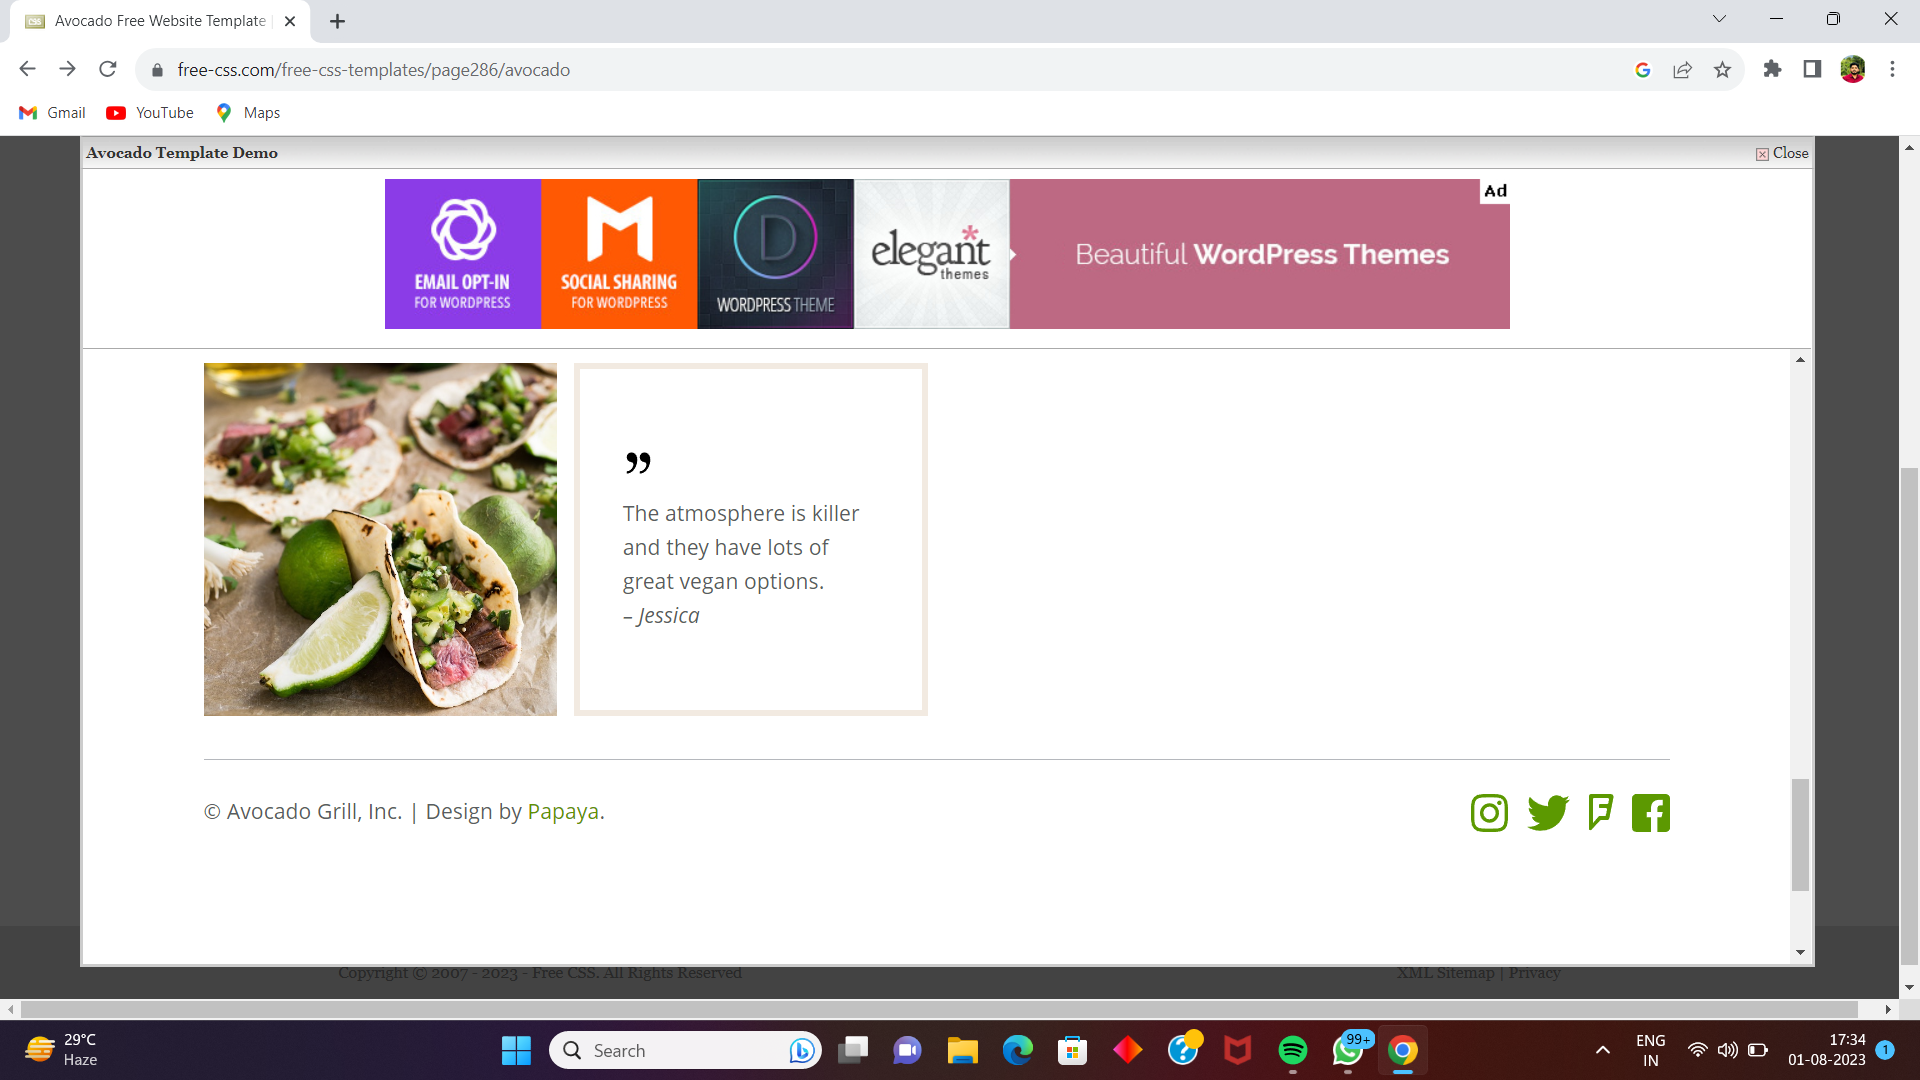 Avocado Free Website Template
free-css.com/free-css-templates/page286/avocado
Gmail
YouTube
Maps
Avocado Template Demo
Close
EMAIL OPT-IN
FOR WORDPRESS
SOCIAL SHARING
FOR WORDPRESS
D
WORDPRESS THEME
elegant
themes
Beautiful WordPress Themes
Ad
”
The atmosphere is killer
and they have lots of
great vegan options.
– Jessica
© Avocado Grill, Inc. | Design by Papaya.
Copyright © 2007 - 2023 - Free CSS. All Rights Reserved
XML Sitemap | Privacy
29°C
Haze
Search
99+
ENG
IN
17:34
01-08-2023
1